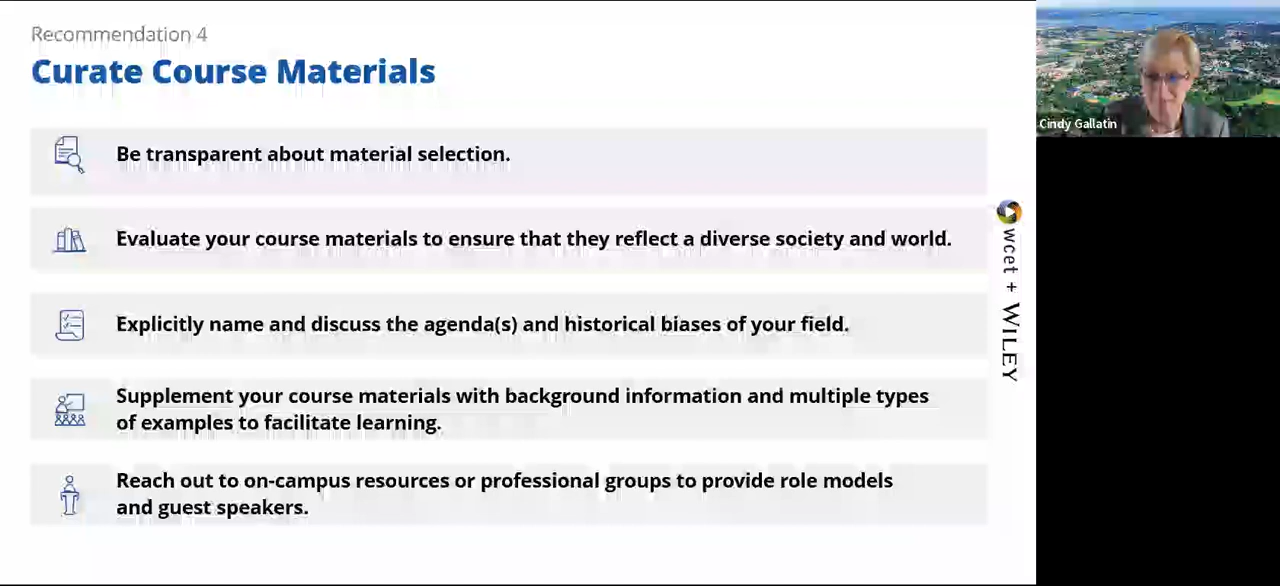 Recommendation 4
Curate Course Materials
Be transparent about material selection.
Evaluate your course materials to ensure that they reflect a diverse society and world.
Explicitly name and discuss the agenda(s) and historical biases of your field.
Supplement your course materials with background information and multiple types
of examples to facilitate learning.
Reach out to on-campus resources or professional groups to provide role models
and guest speakers.
wcet + WILEY
Cindy Gallatin